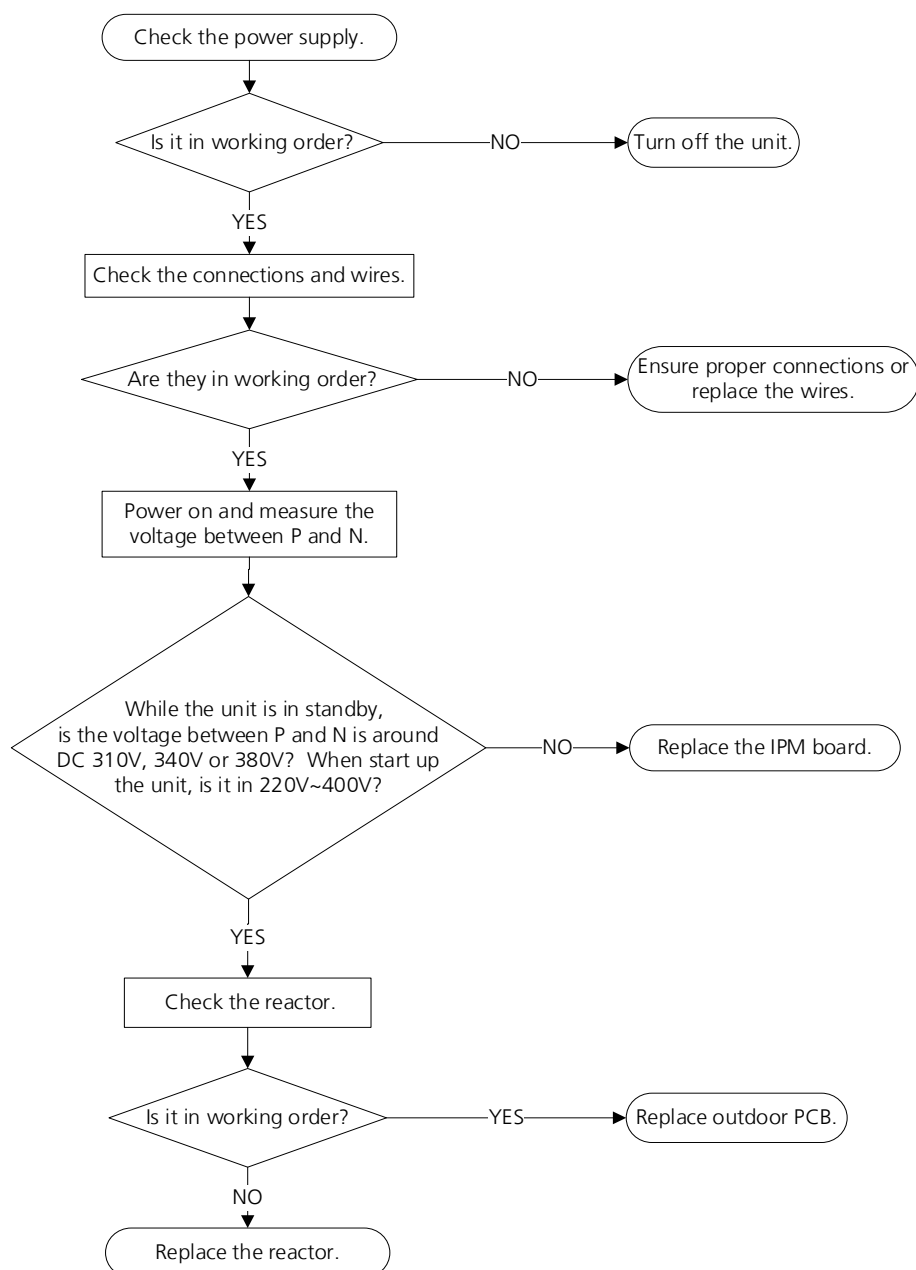 Check the power supply.
Is it in working order?
NO
Turn off the unit.
YES
Check the connections and wires.
Are they in working order?
NO
Ensure proper connections or
replace the wires.
YES
Power on and measure the
voltage between P and N.
While the unit is in standby,
is the voltage between P and N is around
DC 310V, 340V or 380V? When start up
the unit, is it in 220V~400V?
NO
Replace the IPM board.
YES
Check the reactor.
Is it in working order?
YES
Replace outdoor PCB.
NO
Replace the reactor.